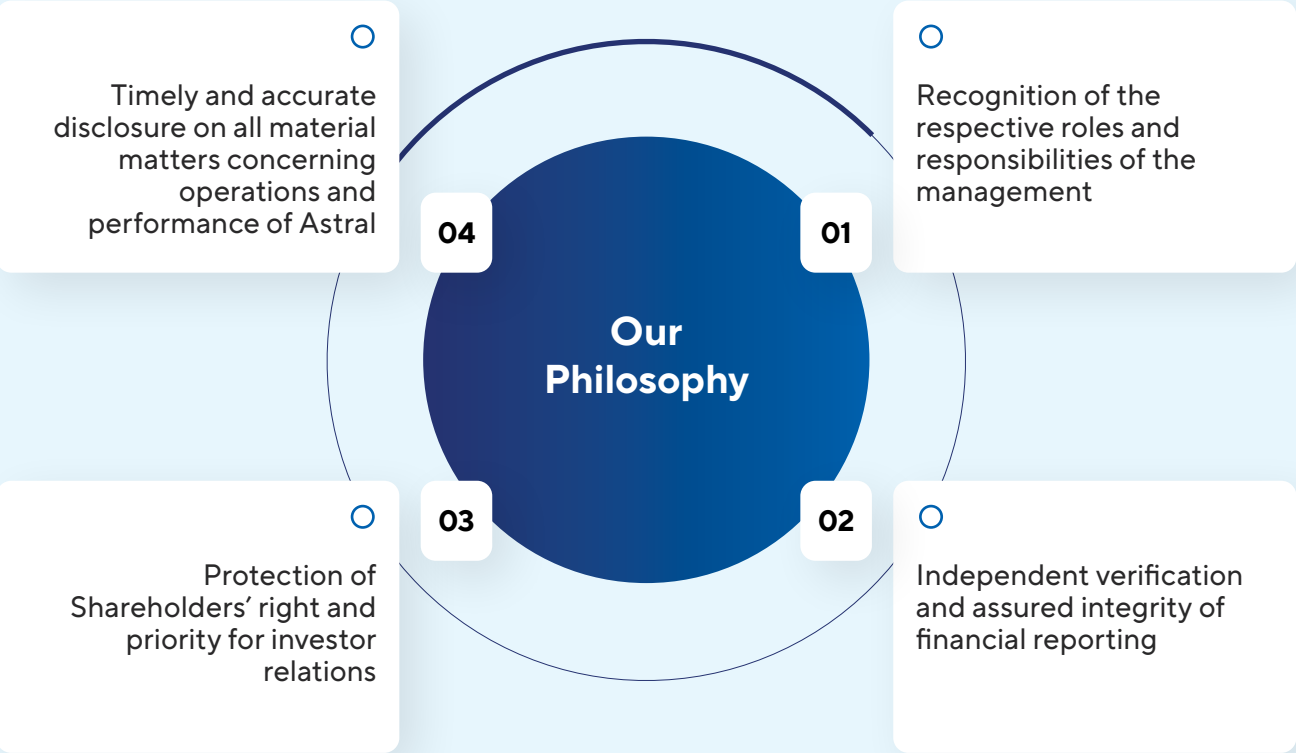 Our
Philosophy
01
Recognition of the
respective roles and
responsibilities of the
management
02
Independent verification
and assured integrity of
financial reporting
03
Protection of
Shareholders’ right and
priority for investor
relations
04
Timely and accurate
disclosure on all material
matters concerning
operations and
performance of Astral